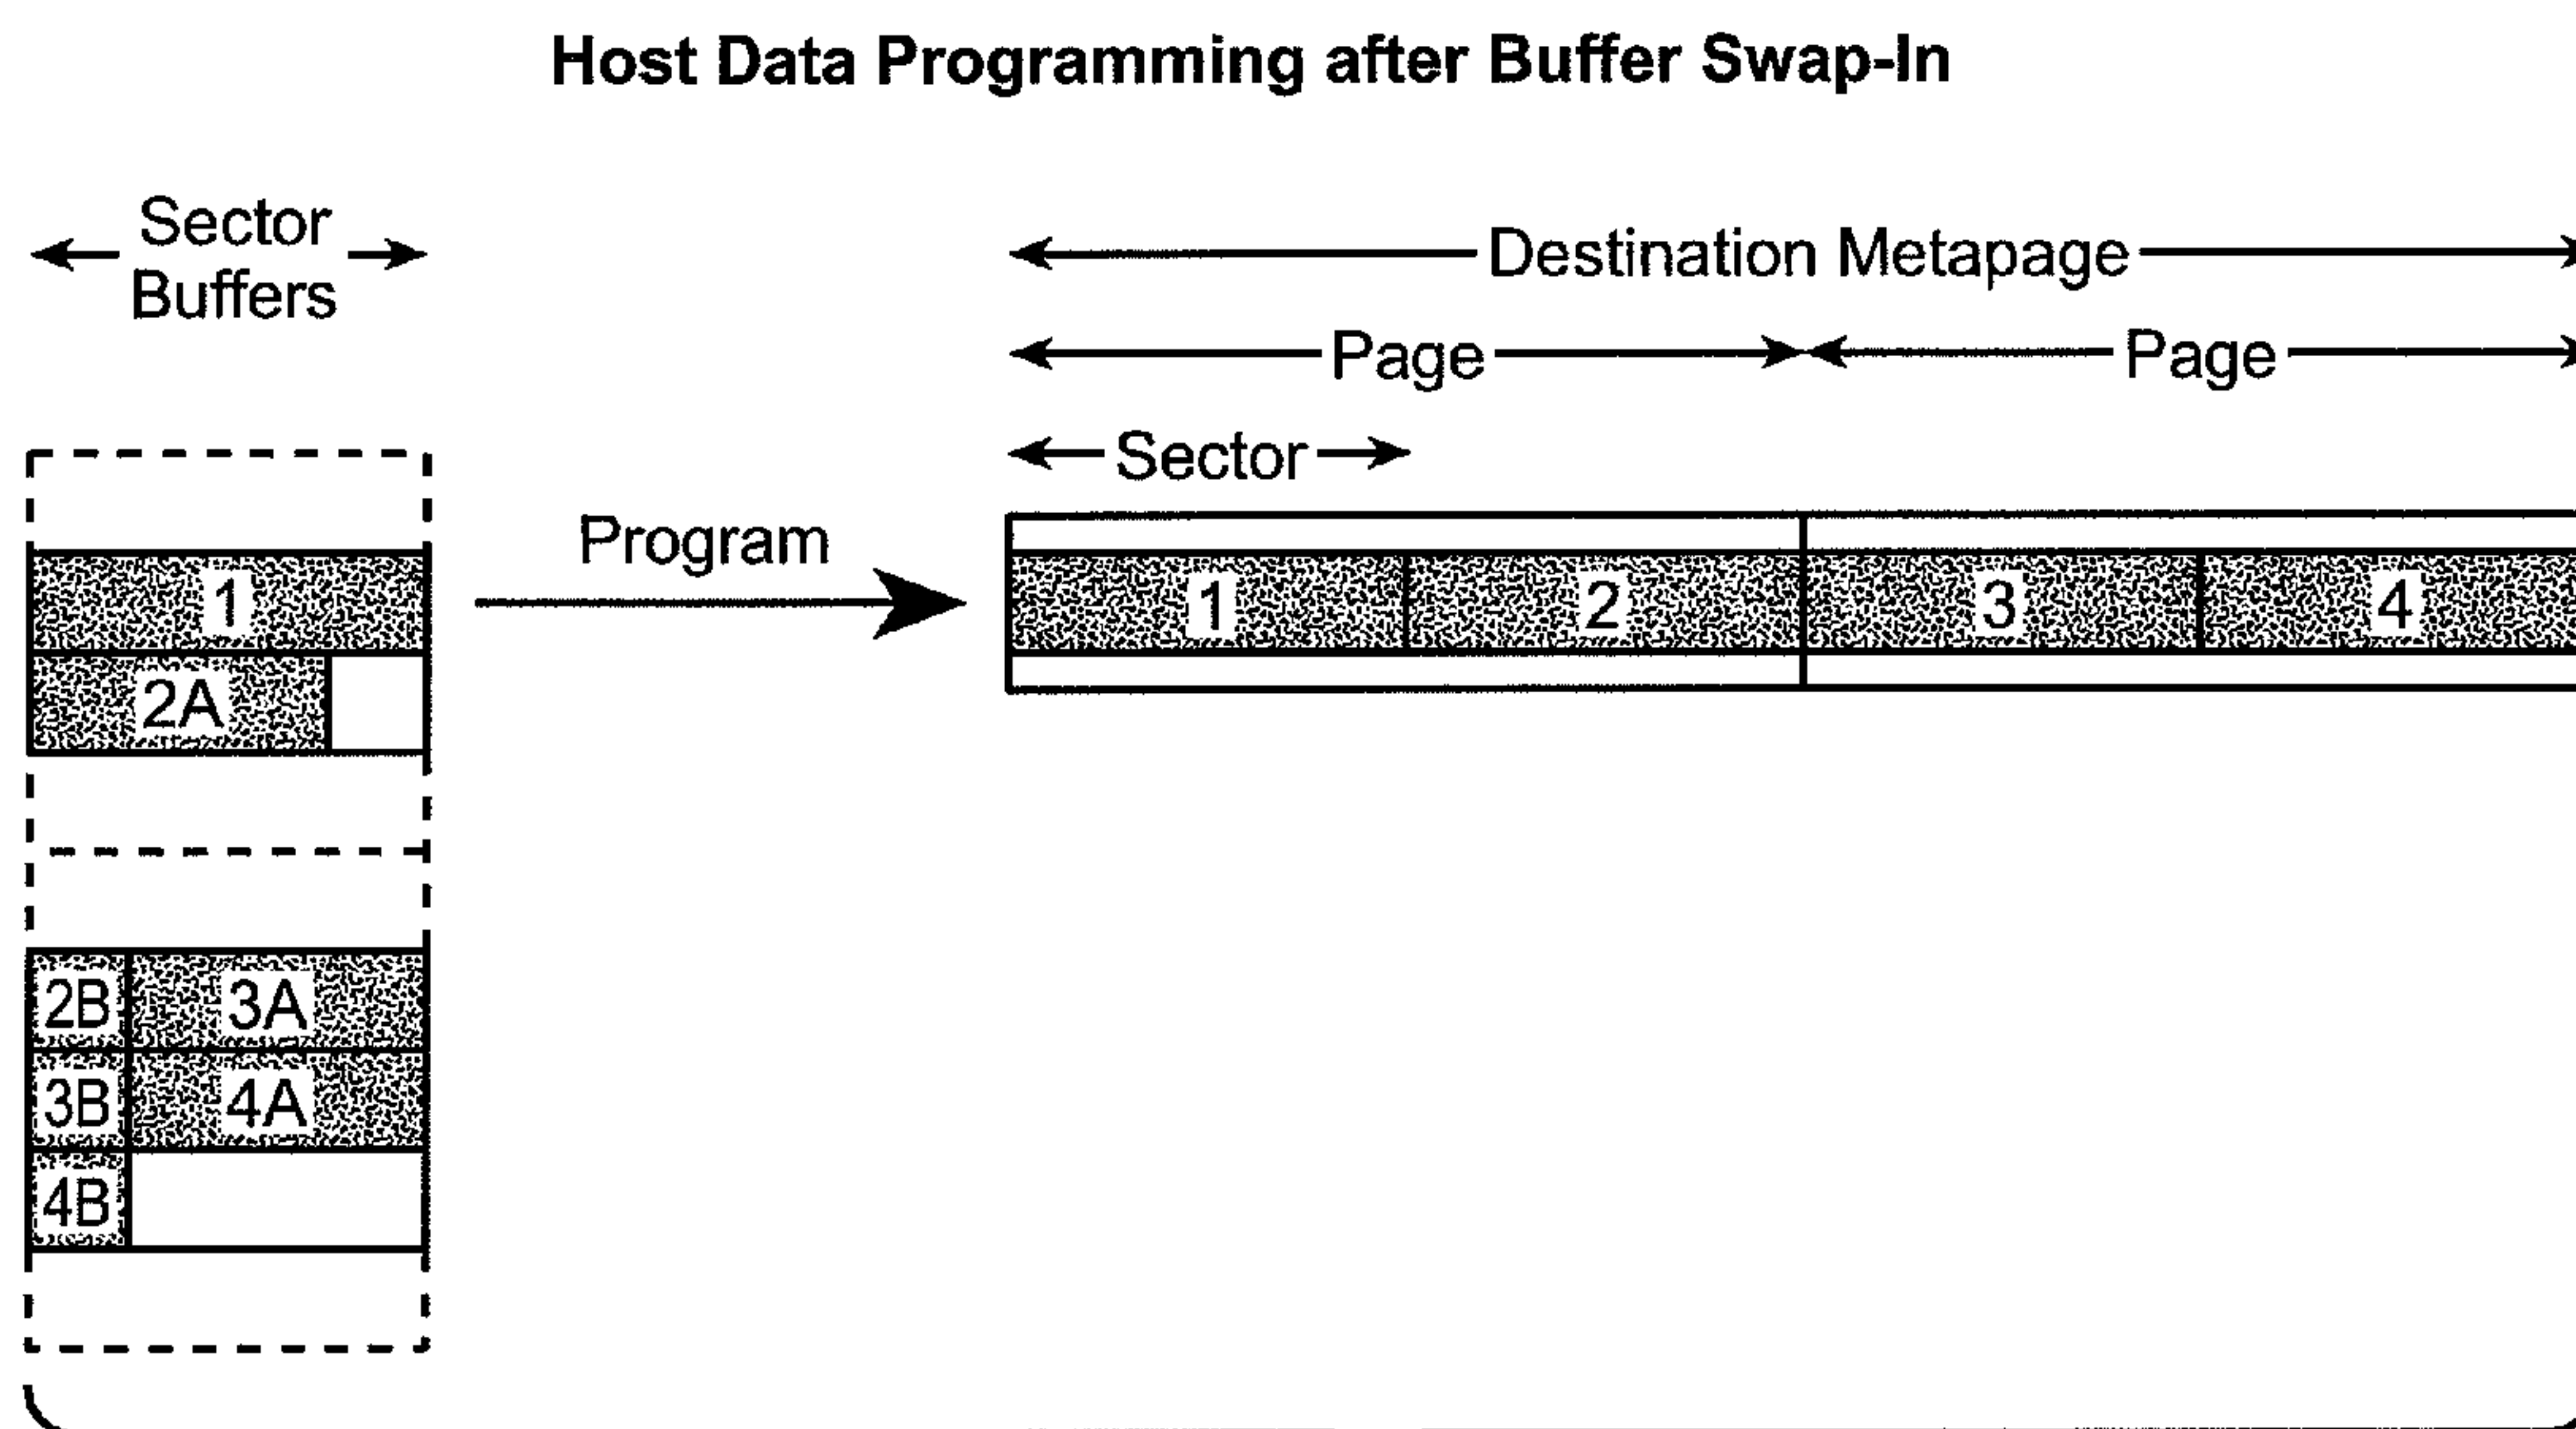 Host Data Programming after Buffer Swap-In
Sector
Buffers
Destination Metapage
Page
Page
Sector
Program
1
2A
1
2
3
4
2B
3A
3B
4A
4B